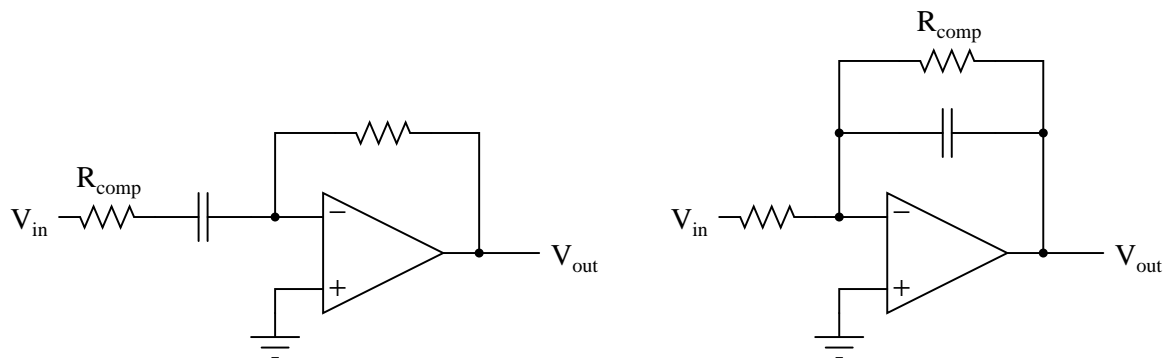 R_comp
V_in
−
+
V_out
R_comp
V_in
−
+
V_out